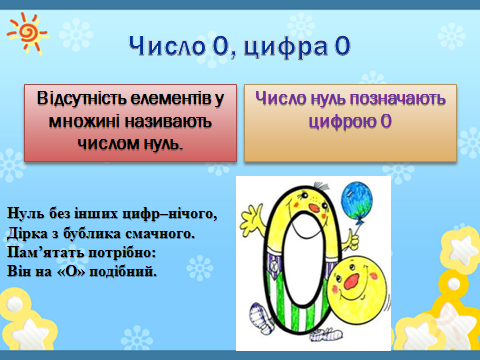 Число 0, цифра 0
Відсутність елементів у
множині називають
числом нуль.
Число нуль позначають
цифрою 0
Нуль без інших цифр–нічого,
Дірка з бублика смачного.
Пам’ятать потрібно:
Він на «О» подібний.